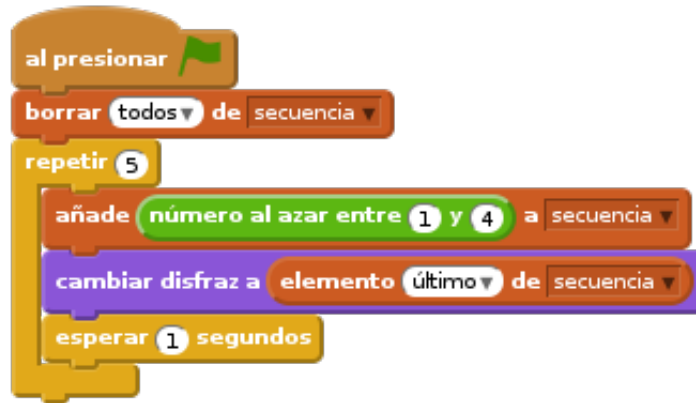 al presionar
borrar todos de secuencia
repetir 5
añade número al azar entre 1 y 4 a secuencia
cambiar disfraz a elemento último de secuencia
esperar 1 segundos